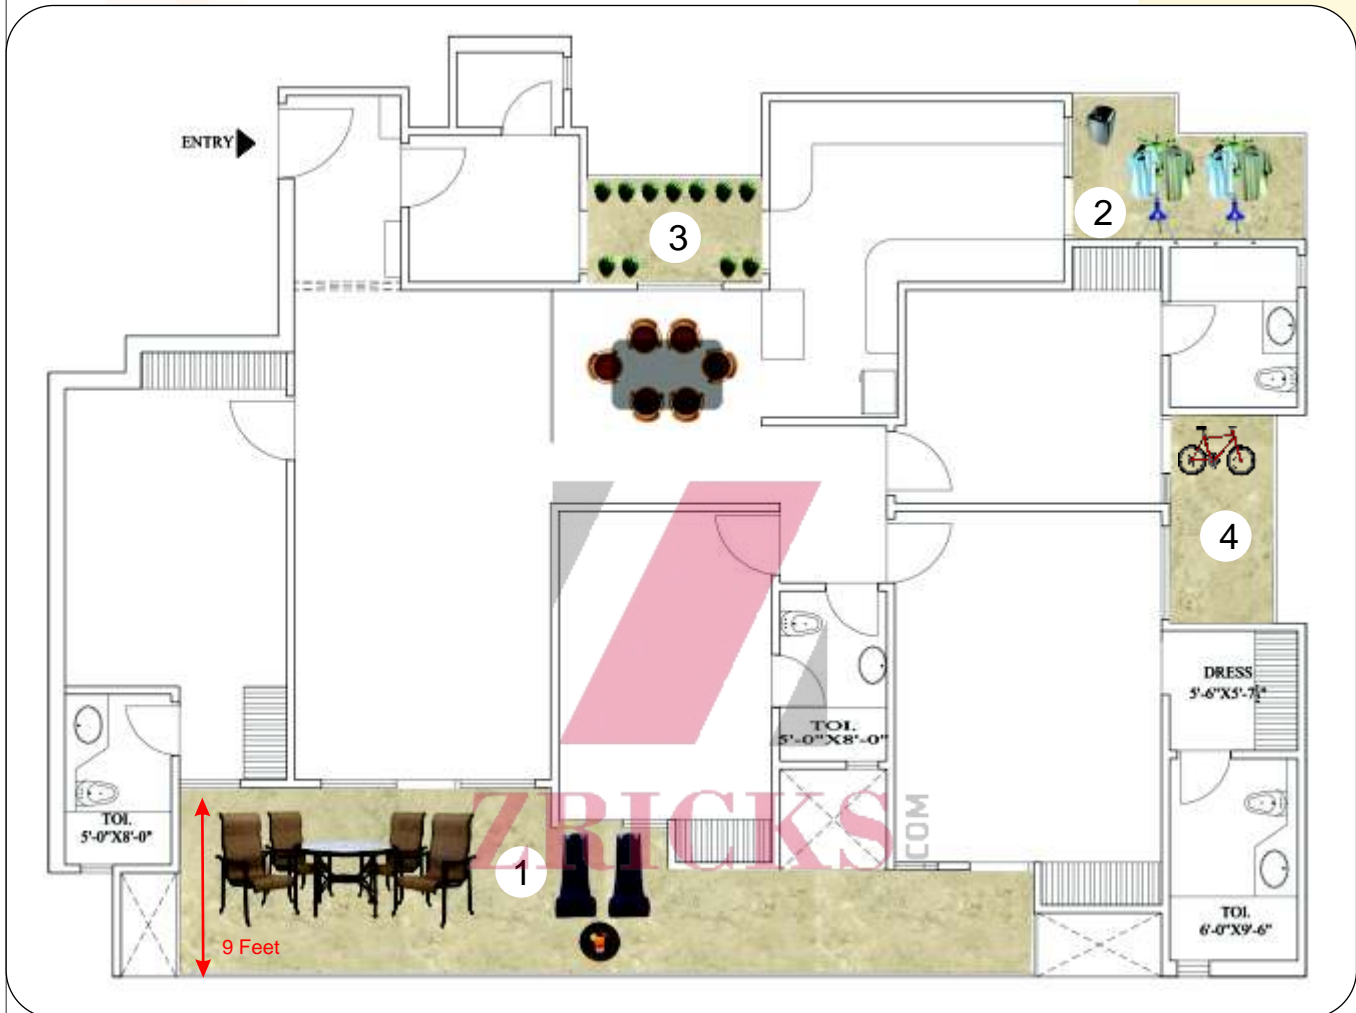 ENTRY
3
2
4
DRESS
5'-6"X5'-7½"
TOI.
5'-0"X8'-0"
TOI.
5'-0"X8'-0"
ZRICKS
.COM
1
9 Feet
TOI.
6'-0"X9'-6"